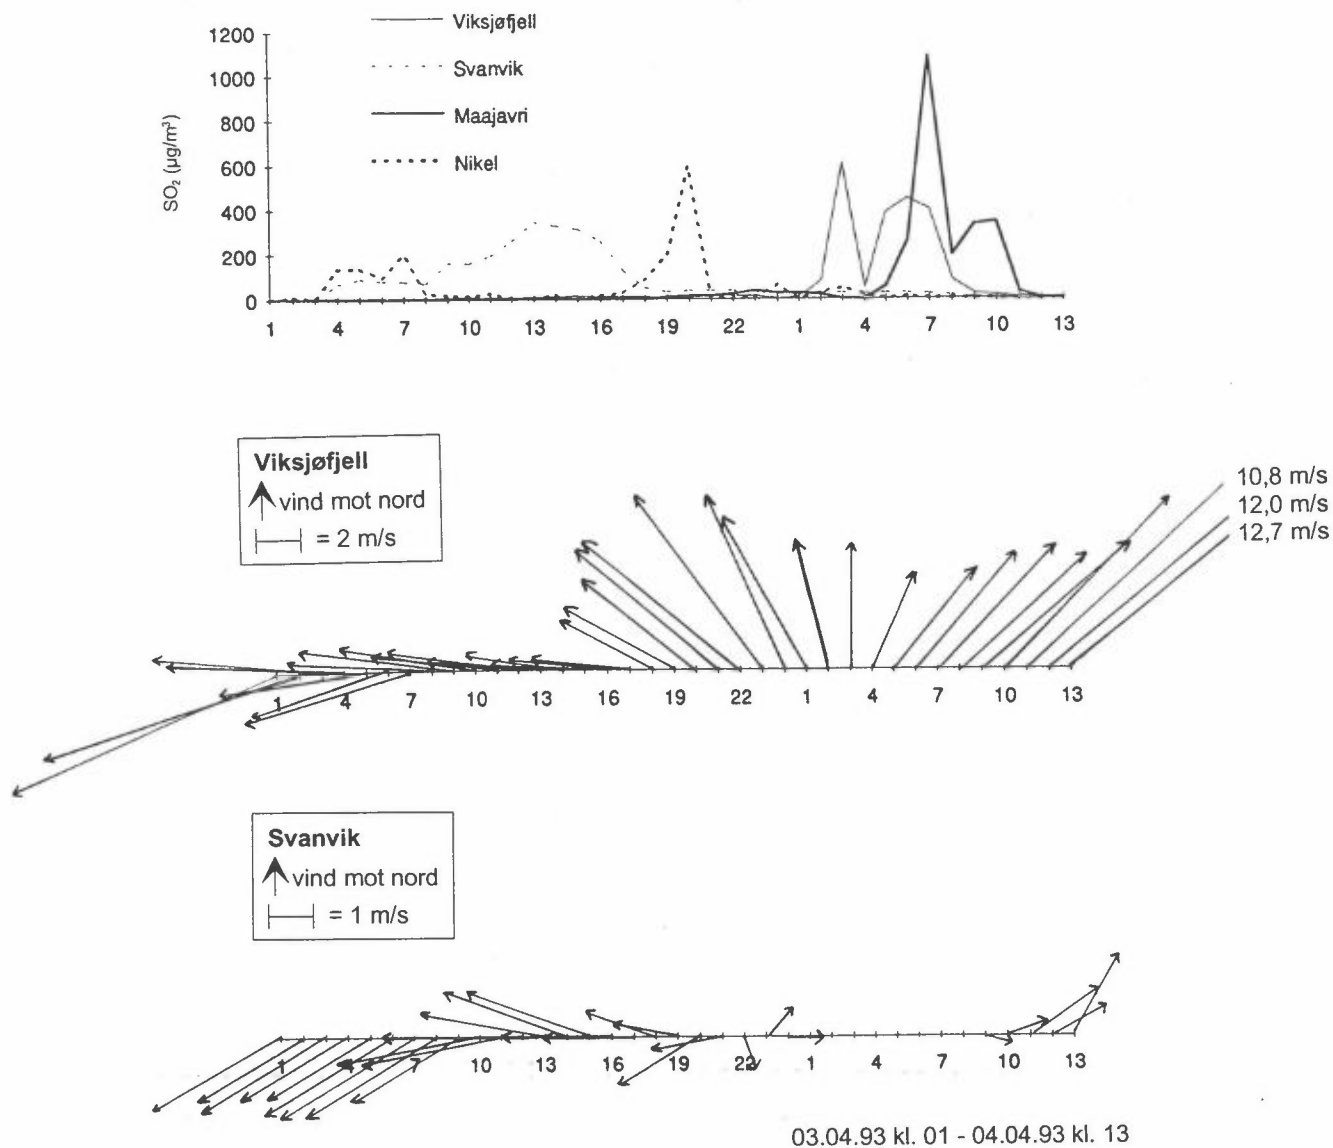 Viksjøfjell
Svanvik
Maajavri
Nikel
SO₂ (µg/m³)
1200
1000
800
600
400
200
0
1 4 7 10 13 16 19 22 1 4 7 10 13
Viksjøfjell
vind mot nord
= 2 m/s
10,8 m/s
12,0 m/s
12,7 m/s
1 4 7 10 13 16 19 22 1 4 7 10 13
Svanvik
vind mot nord
= 1 m/s
1 4 7 10 13 16 19 22 1 4 7 10 13
03.04.93 kl. 01 - 04.04.93 kl. 13